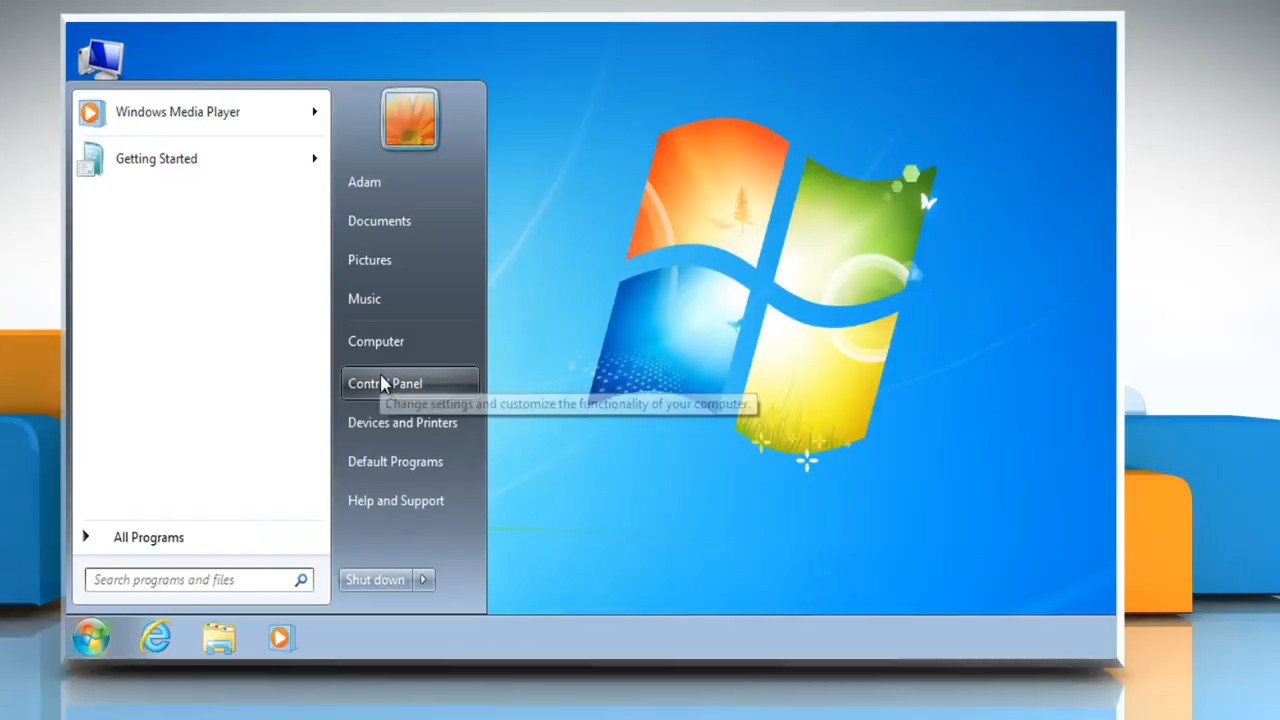 Windows Media Player
Getting Started
All Programs
Search programs and files
Adam
Documents
Pictures
Music
Computer
Control Panel
Change settings and customize the functionality of your computer.
Devices and Printers
Default Programs
Help and Support
Shut down